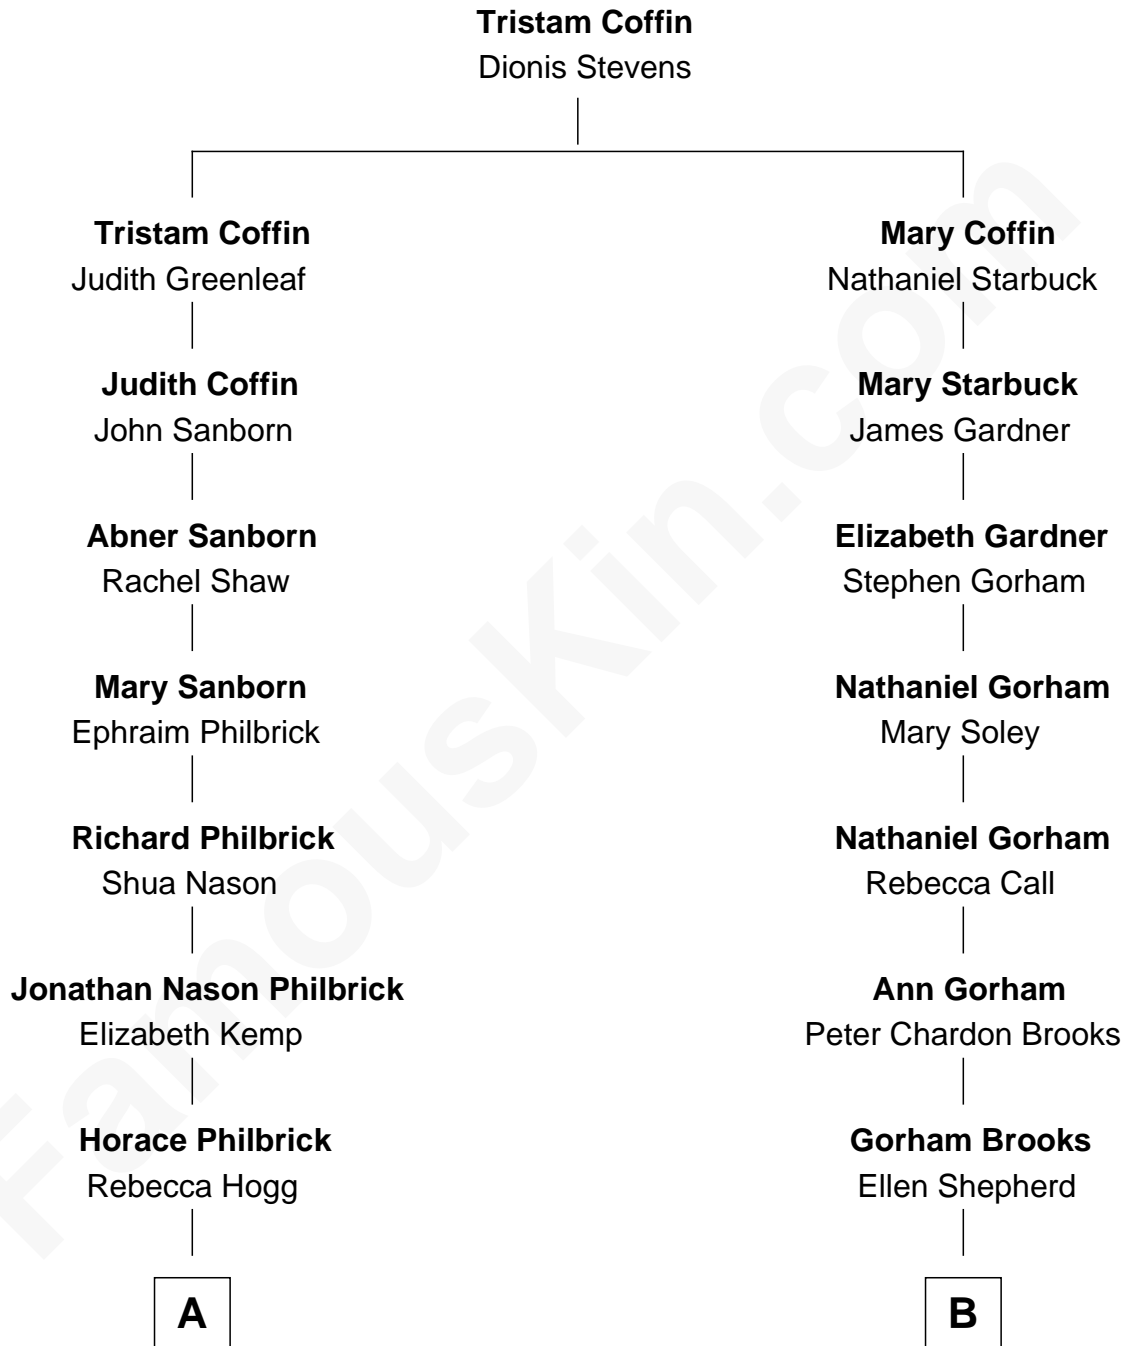 Tristam Coffin
Dionis Stevens
Tristam Coffin
Judith Greenleaf
Judith Coffin
John Sanborn
Abner Sanborn
Rachel Shaw
Mary Sanborn
Ephraim Philbrick
Richard Philbrick
Shua Nason
Jonathan Nason Philbrick
Elizabeth Kemp
Horace Philbrick
Rebecca Hogg
A
Mary Coffin
Nathaniel Starbuck
Mary Starbuck
James Gardner
Elizabeth Gardner
Stephen Gorham
Nathaniel Gorham
Mary Soley
Nathaniel Gorham
Rebecca Call
Ann Gorham
Peter Chardon Brooks
Gorham Brooks
Ellen Shepherd
B
FamousKin.com